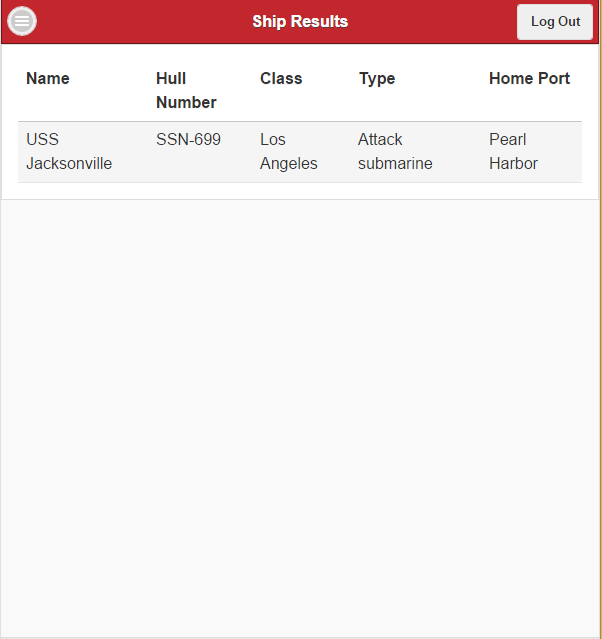 Ship Results
Log Out
Name Hull Number Class Type Home Port
USS Jacksonville SSN-699 Los Angeles Attack submarine Pearl Harbor